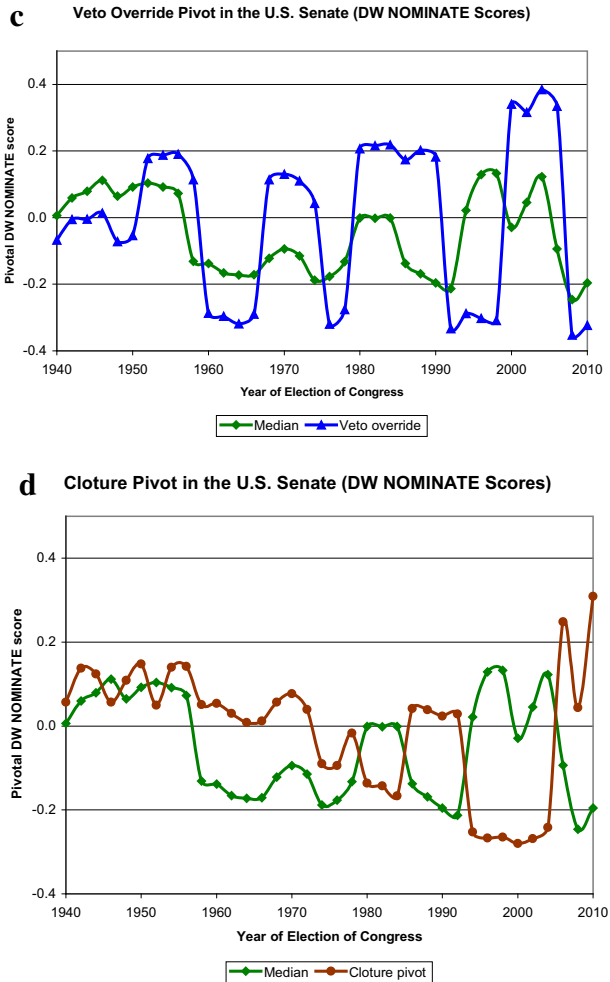 c
Veto Override Pivot in the U.S. Senate (DW NOMINATE Scores)
Pivotal DW NOMINATE score
0.4
0.2
0.0
-0.2
-0.4
1940 1950 1960 1970 1980 1990 2000 2010
Year of Election of Congress
Median Veto override
d
Cloture Pivot in the U.S. Senate (DW NOMINATE Scores)
Pivotal DW NOMINATE score
0.4
0.2
0.0
-0.2
-0.4
1940 1950 1960 1970 1980 1990 2000 2010
Year of Election of Congress
Median Cloture pivot